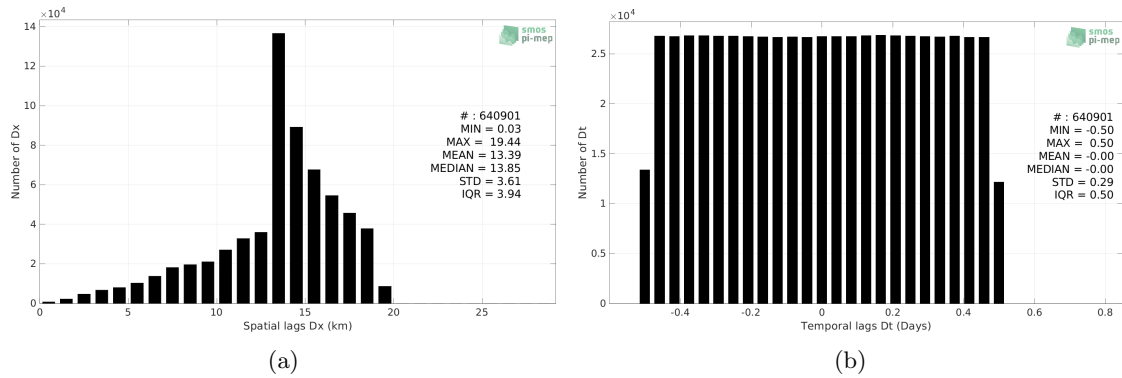 ×10⁴
14
12
10
8
6
4
2
0
Number of Dx
smos
pi-mep
# : 640901
MIN = 0.03
MAX = 19.44
MEAN = 13.39
MEDIAN = 13.85
STD = 3.61
IQR = 3.94
0 5 10 15 20 25
Spatial lags Dx (km)
(a)
×10⁴
2.5
2
1.5
1
0.5
0
Number of Dt
smos
pi-mep
# : 640901
MIN = -0.50
MAX = 0.50
MEAN = -0.00
MEDIAN = -0.00
STD = 0.29
IQR = 0.50
-0.4 -0.2 0 0.2 0.4 0.6 0.8
Temporal lags Dt (Days)
(b)